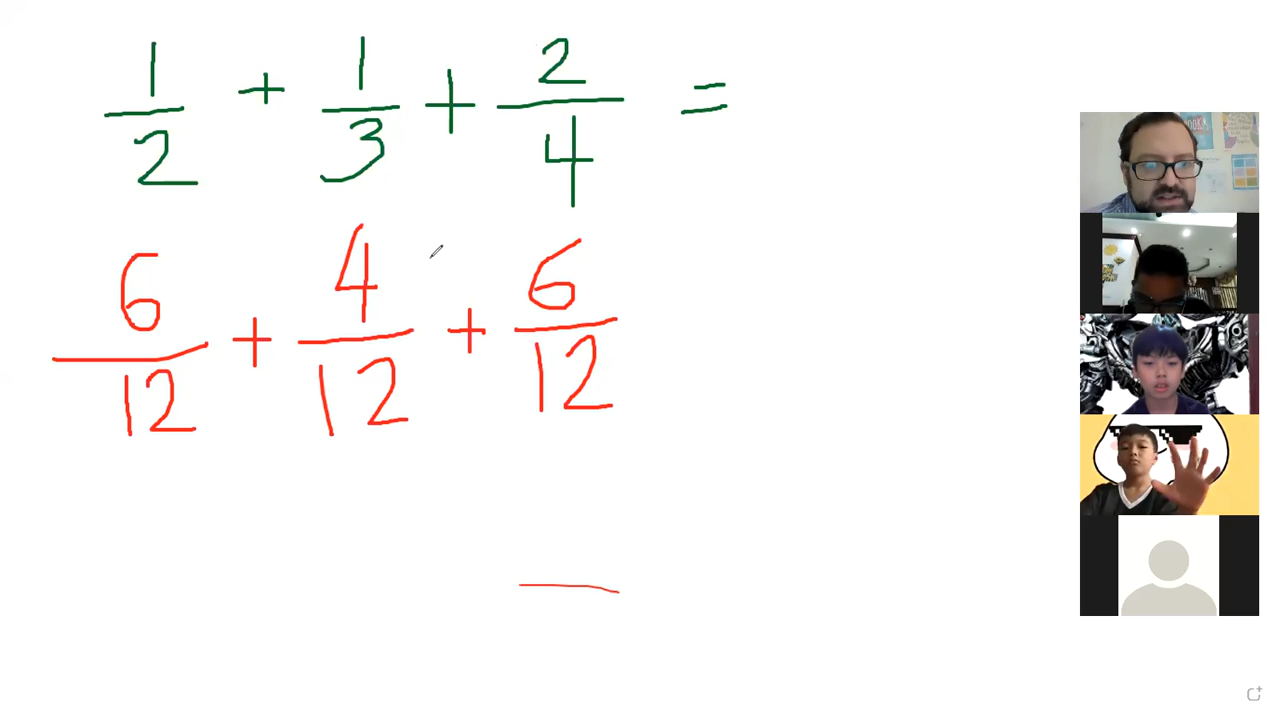 1/2 + 1/3 + 2/4 =
6/12 + 4/12 + 6/12